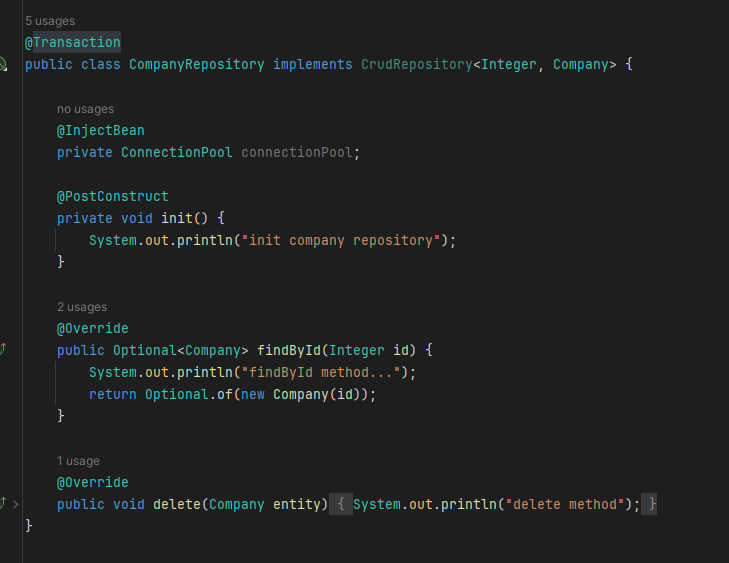 5 usages
@Transaction
public class CompanyRepository implements CrudRepository<Integer, Company> {
no usages
@InjectBean
private ConnectionPool connectionPool;
@PostConstruct
private void init() {
System.out.println("init company repository");
}
2 usages
@Override
public Optional<Company> findById(Integer id) {
System.out.println("findById method...");
return Optional.of(new Company(id));
}
1 usage
@Override
public void delete(Company entity) { System.out.println("delete method"); }
}